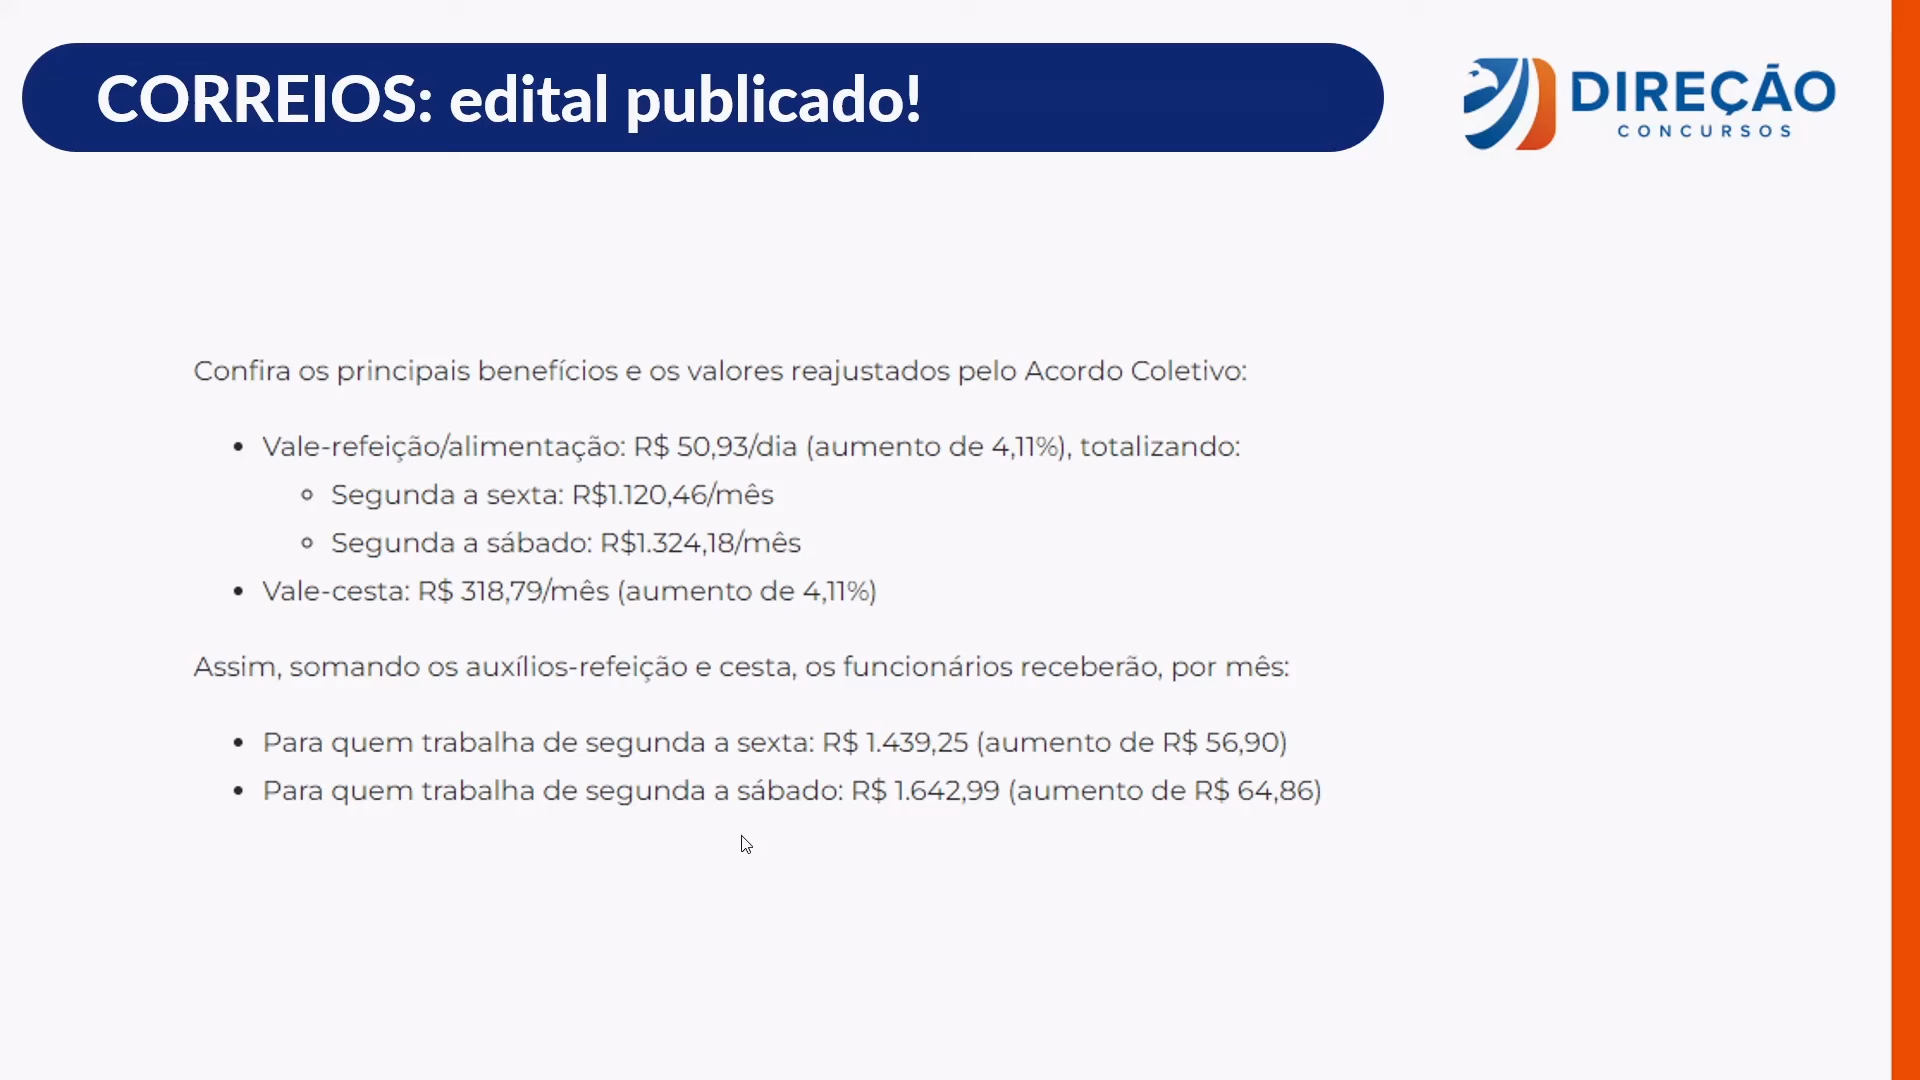 CORREIOS: edital publicado!
DIREÇÃO
CONCURSOS
Confira os principais benefícios e os valores reajustados pelo Acordo Coletivo:
• Vale-refeição/alimentação: R$ 50,93/dia (aumento de 4,11%), totalizando:
◦ Segunda a sexta: R$1.120,46/mês
◦ Segunda a sábado: R$1.324,18/mês
• Vale-cesta: R$ 318,79/mês (aumento de 4,11%)
Assim, somando os auxílios-refeição e cesta, os funcionários receberão, por mês:
• Para quem trabalha de segunda a sexta: R$ 1.439,25 (aumento de R$ 56,90)
• Para quem trabalha de segunda a sábado: R$ 1.642,99 (aumento de R$ 64,86)